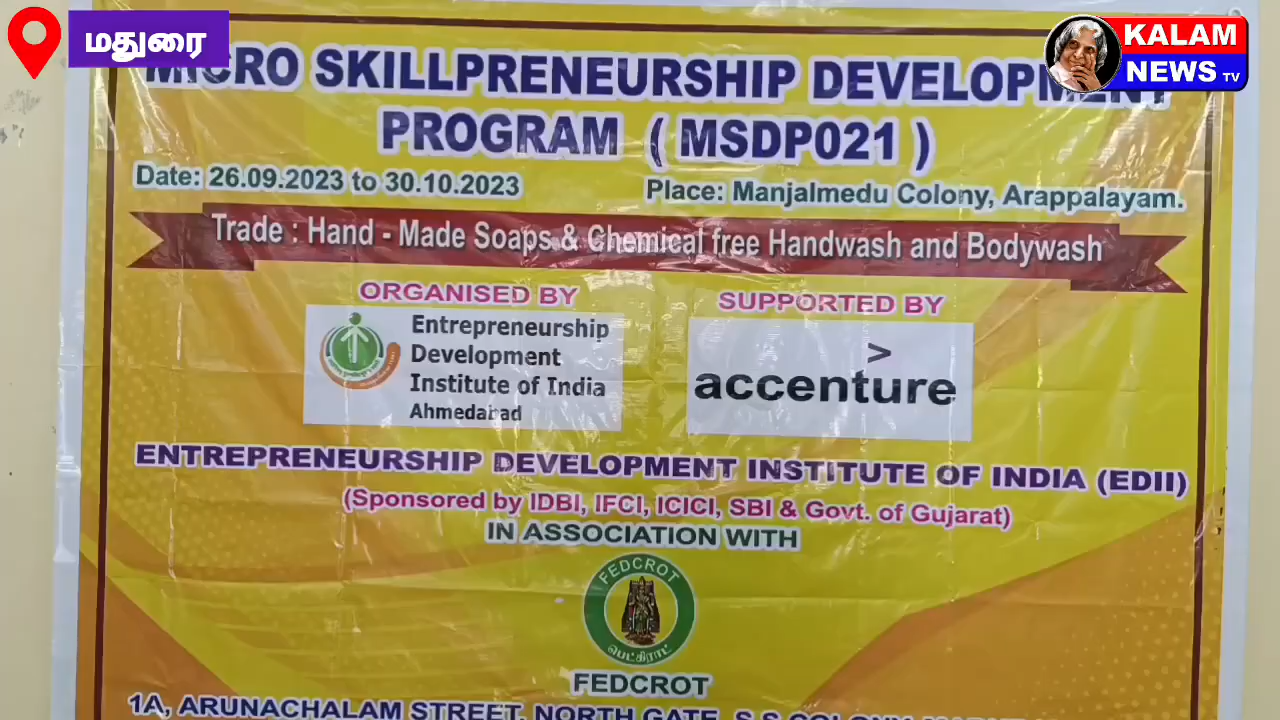 மதுரை
KALAM
NEWS TV
MICRO SKILLPRENEURSHIP DEVELOPMENT
PROGRAM ( MSDP021 )
Date: 26.09.2023 to 30.10.2023
Place: Manjalmedu Colony, Arappalayam.
Trade : Hand - Made Soaps & Chemical free Handwash and Bodywash
ORGANISED BY
Entrepreneurship
Development
Institute of India
Ahmedabad
SUPPORTED BY
>
accenture
ENTREPRENEURSHIP DEVELOPMENT INSTITUTE OF INDIA (EDII)
(Sponsored by IDBI, IFCI, ICICI, SBI & Govt. of Gujarat)
IN ASSOCIATION WITH
FEDCROT
பெட்கிராட்
FEDCROT
1A, ARUNACHALAM STREET, NORTH GATE, S.S.COLONY,